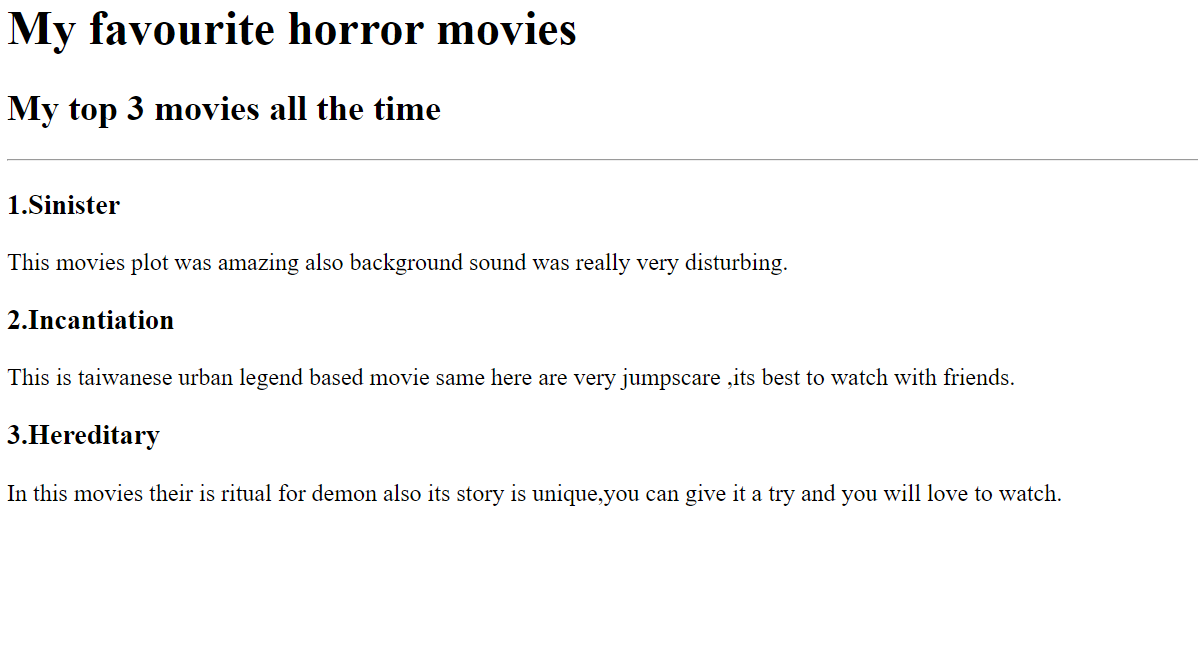 My favourite horror movies
My top 3 movies all the time
1.Sinister
This movies plot was amazing also background sound was really very disturbing.
2.Incantiation
This is taiwanese urban legend based movie same here are very jumpscare ,its best to watch with friends.
3.Hereditary
In this movies their is ritual for demon also its story is unique,you can give it a try and you will love to watch.